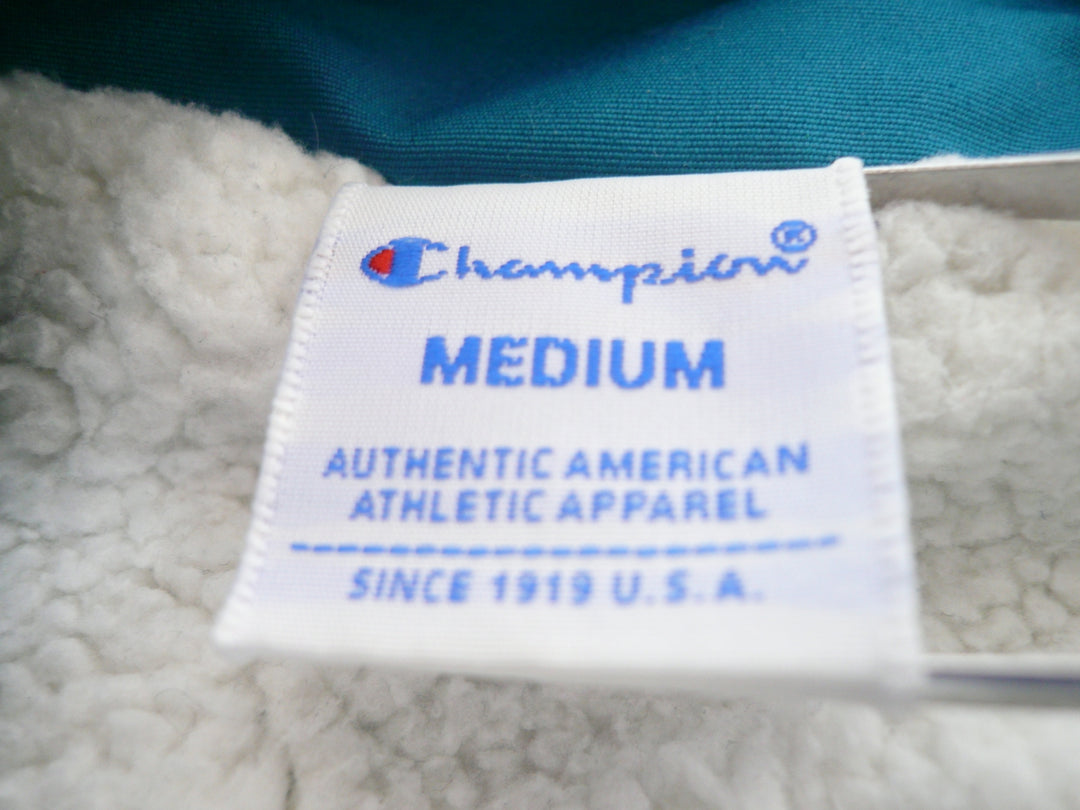 Champion®
MEDIUM
AUTHENTIC AMERICAN
ATHLETIC APPAREL
SINCE 1919 U.S.A.